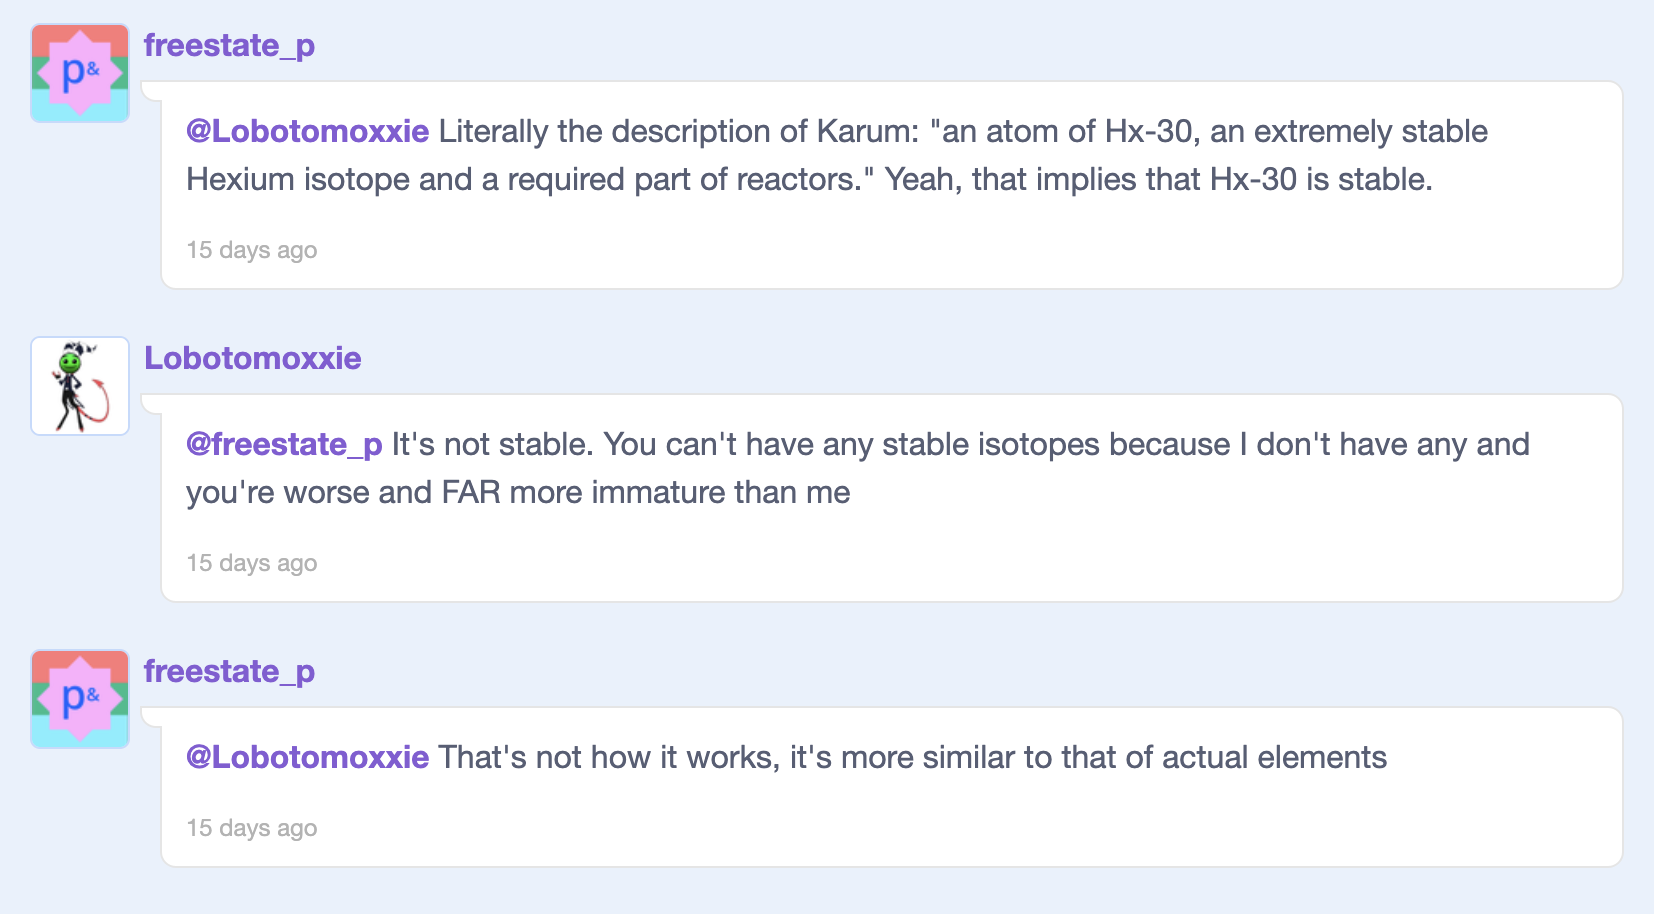 p&
freestate_p
@Lobotomoxxie Literally the description of Karum: "an atom of Hx-30, an extremely stable
Hexium isotope and a required part of reactors." Yeah, that implies that Hx-30 is stable.
15 days ago
Lobotomoxxie
@freestate_p It's not stable. You can't have any stable isotopes because I don't have any and
you're worse and FAR more immature than me
15 days ago
p&
freestate_p
@Lobotomoxxie That's not how it works, it's more similar to that of actual elements
15 days ago